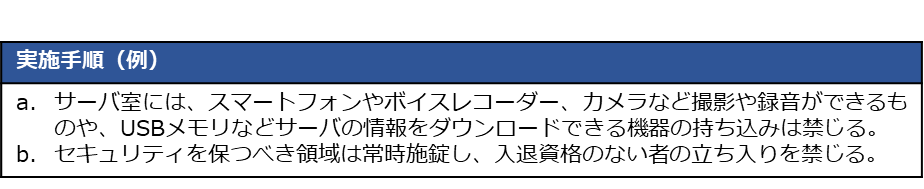 実施手順（例）
a. サーバ室には、スマートフォンやボイスレコーダー、カメラなど撮影や録音ができるも
のや、USBメモリなどサーバの情報をダウンロードできる機器の持ち込みは禁じる。
b. セキュリティを保つべき領域は常時施錠し、入退資格のない者の立ち入りを禁じる。